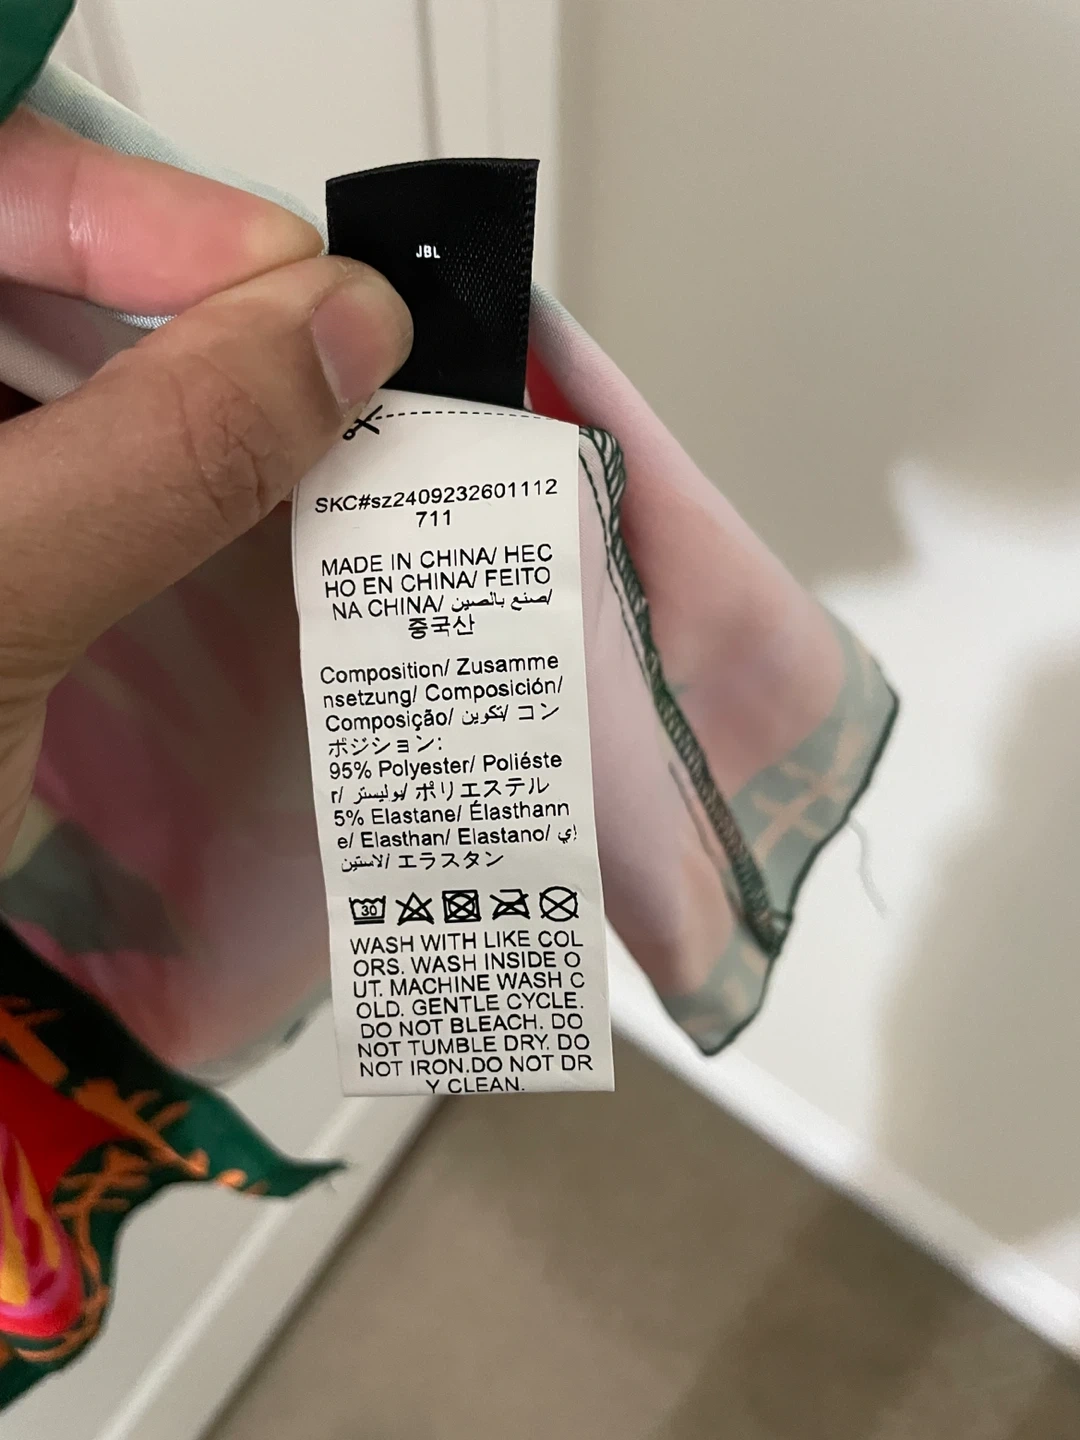 JBL
SKC#sz2409232601112
711
MADE IN CHINA/ HEC
HO EN CHINA/ FEITO
NA CHINA/ صنع بالصين/
중국산
Composition/ Zusamme
nsetzung/ Composición/
Composição/ تكوين/ コン
ポジション:
95% Polyester/ Poliéste
r/ بوليستر/ ポリエステル
5% Elastane/ Élasthann
e/ Elasthan/ Elastano/ إي
لاستين/ エラスタン
30
WASH WITH LIKE COL
ORS. WASH INSIDE O
UT. MACHINE WASH C
OLD. GENTLE CYCLE.
DO NOT BLEACH. DO
NOT TUMBLE DRY. DO
NOT IRON.DO NOT DR
Y CLEAN.